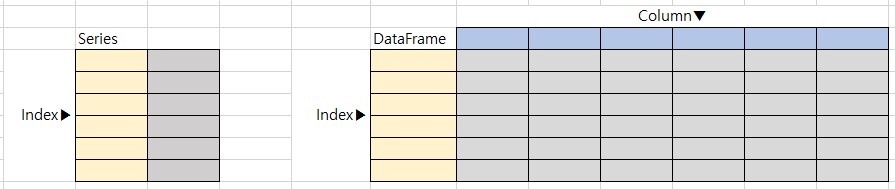 Column▼
Series
DataFrame
Index▶
Index▶